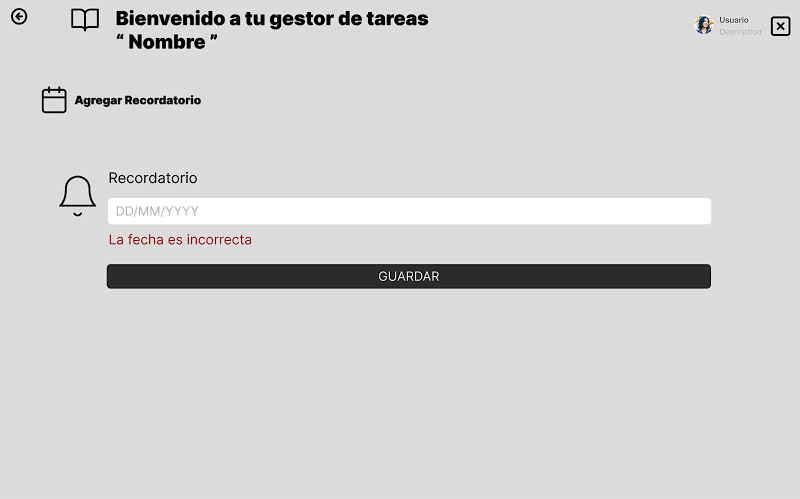 Bienvenido a tu gestor de tareas
“ Nombre ”
Usuario
Description
Agregar Recordatorio
Recordatorio
DD/MM/YYYY
La fecha es incorrecta
GUARDAR